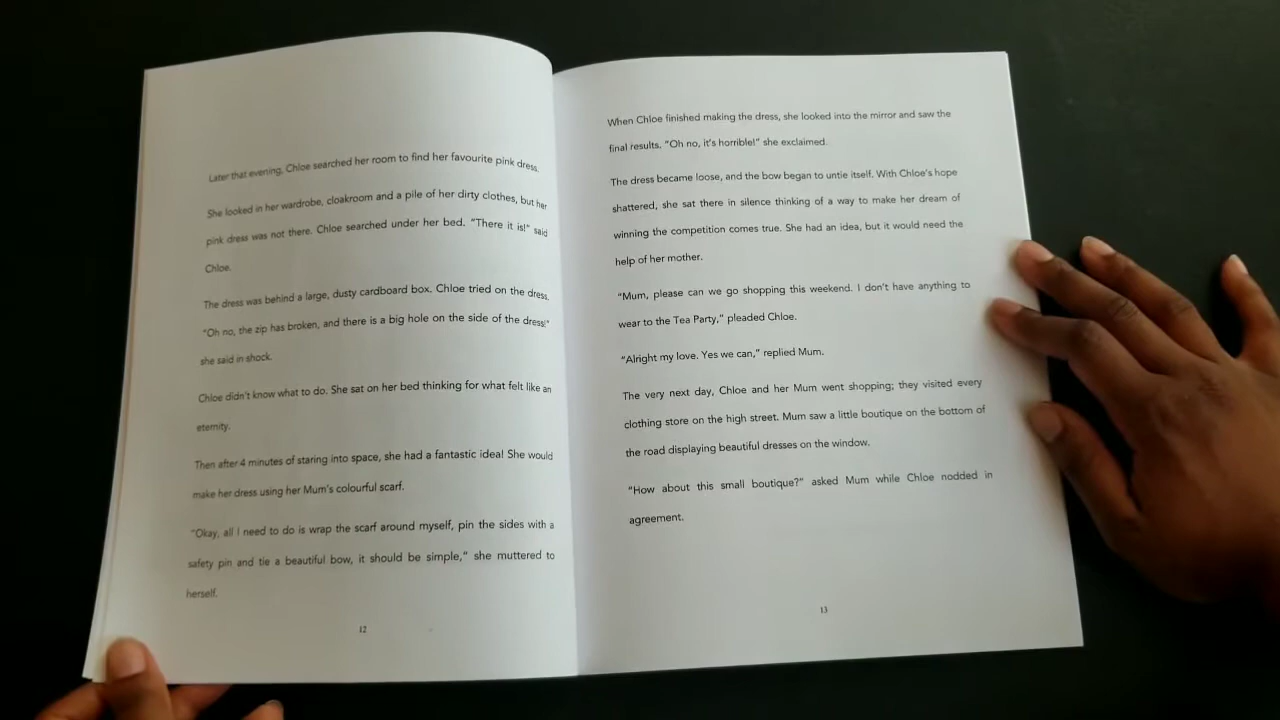 Later that evening, Chloe searched her room to find her favourite pink dress.
She looked in her wardrobe, cloakroom and a pile of her dirty clothes, but her
pink dress was not there. Chloe searched under her bed. "There it is!" said
Chloe.
The dress was behind a large, dusty cardboard box. Chloe tried on the dress.
"Oh no, the zip has broken, and there is a big hole on the side of the dress!"
she said in shock.
Chloe didn't know what to do. She sat on her bed thinking for what felt like an
eternity.
Then after 4 minutes of staring into space, she had a fantastic idea! She would
make her dress using her Mum's colourful scarf.
"Okay, all I need to do is wrap the scarf around myself, pin the sides with a
safety pin and tie a beautiful bow, it should be simple," she muttered to
herself.
12
When Chloe finished making the dress, she looked into the mirror and saw the
final results. "Oh no, it's horrible!" she exclaimed.
The dress became loose, and the bow began to untie itself. With Chloe's hope
shattered, she sat there in silence thinking of a way to make her dream of
winning the competition comes true. She had an idea, but it would need the
help of her mother.
"Mum, please can we go shopping this weekend. I don't have anything to
wear to the Tea Party," pleaded Chloe.
"Alright my love. Yes we can," replied Mum.
The very next day, Chloe and her Mum went shopping; they visited every
clothing store on the high street. Mum saw a little boutique on the bottom of
the road displaying beautiful dresses on the window.
"How about this small boutique?" asked Mum while Chloe nodded in
agreement.
13